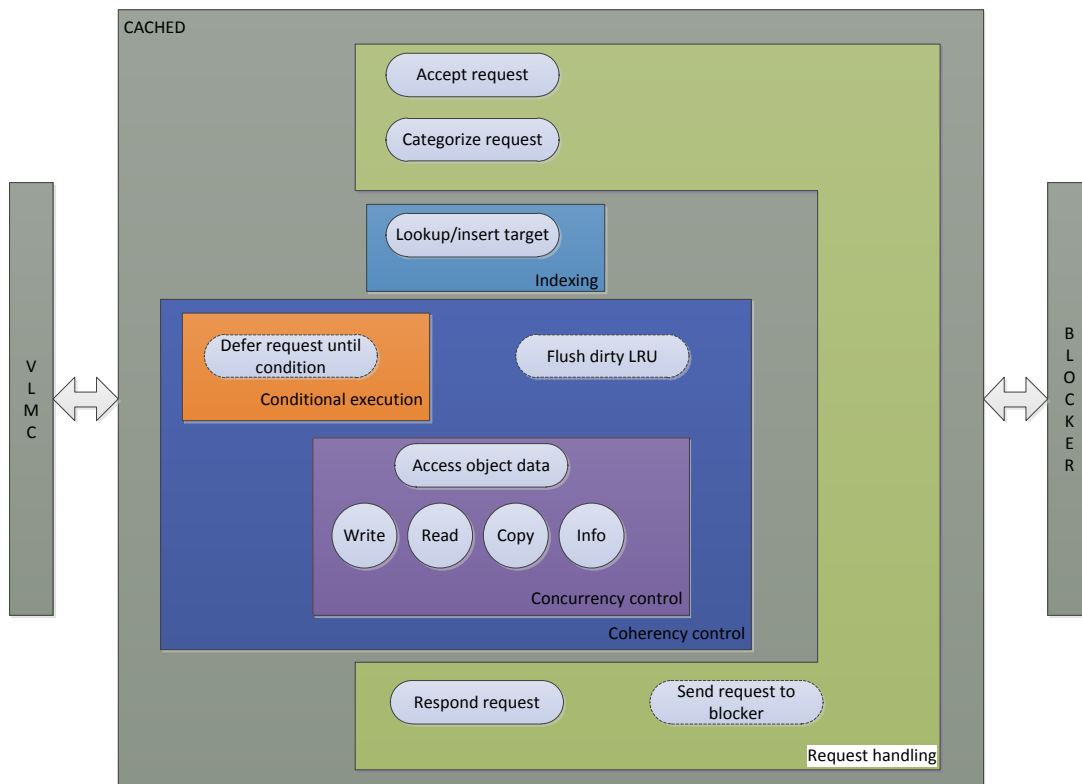 CACHED
Accept request
Categorize request
Lookup/insert target
Indexing
Defer request until
condition
Flush dirty LRU
Conditional execution
V
L
M
C
B
L
O
C
K
E
R
Access object data
Write
Read
Copy
Info
Concurrency control
Coherency control
Respond request
Send request to
blocker
Request handling